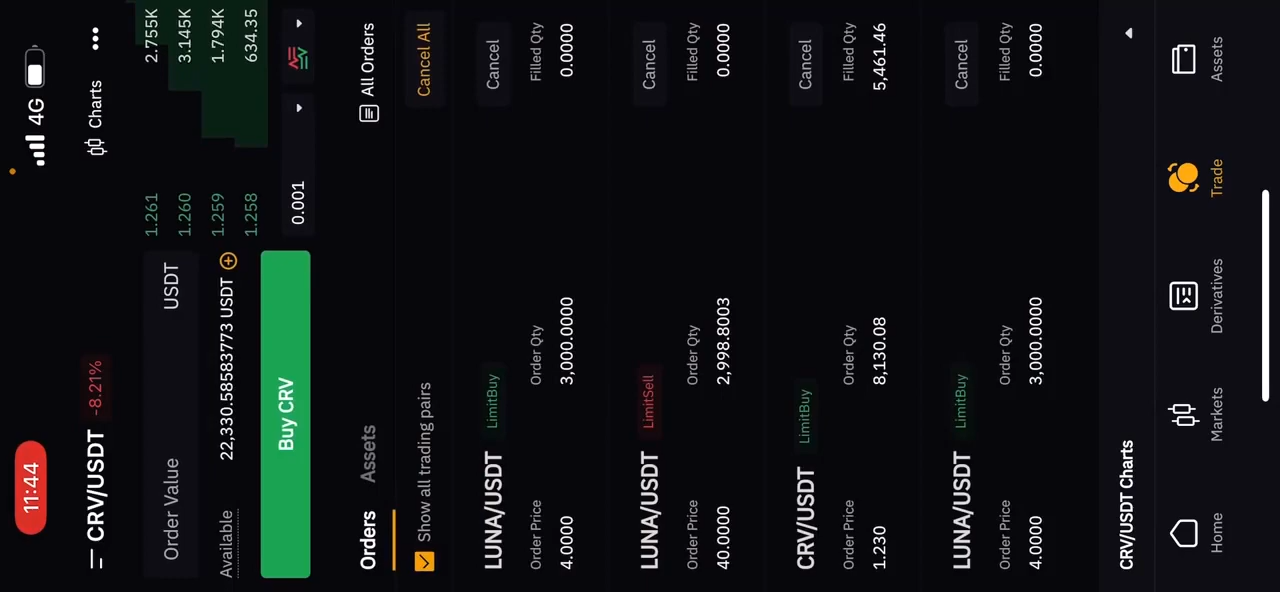 11:44
4G
CRV/USDT -8.21%
Charts
Order Value USDT
1.261 2.755K
1.260 3.145K
Available 22,330.58583773 USDT
1.259 1.794K
Buy CRV
1.258 634.35
0.001
Orders Assets
All Orders
Show all trading pairs
Cancel All
LUNA/USDT LimitBuy
Cancel
Order Price Order Qty Filled Qty
4.0000 3,000.0000 0.0000
LUNA/USDT LimitSell
Cancel
Order Price Order Qty Filled Qty
40.0000 2,998.8003 0.0000
CRV/USDT LimitBuy
Cancel
Order Price Order Qty Filled Qty
1.230 8,130.08 5,461.46
LUNA/USDT LimitBuy
Cancel
Order Price Order Qty Filled Qty
4.0000 3,000.0000 0.0000
CRV/USDT Charts
Home Markets Derivatives Trade Assets